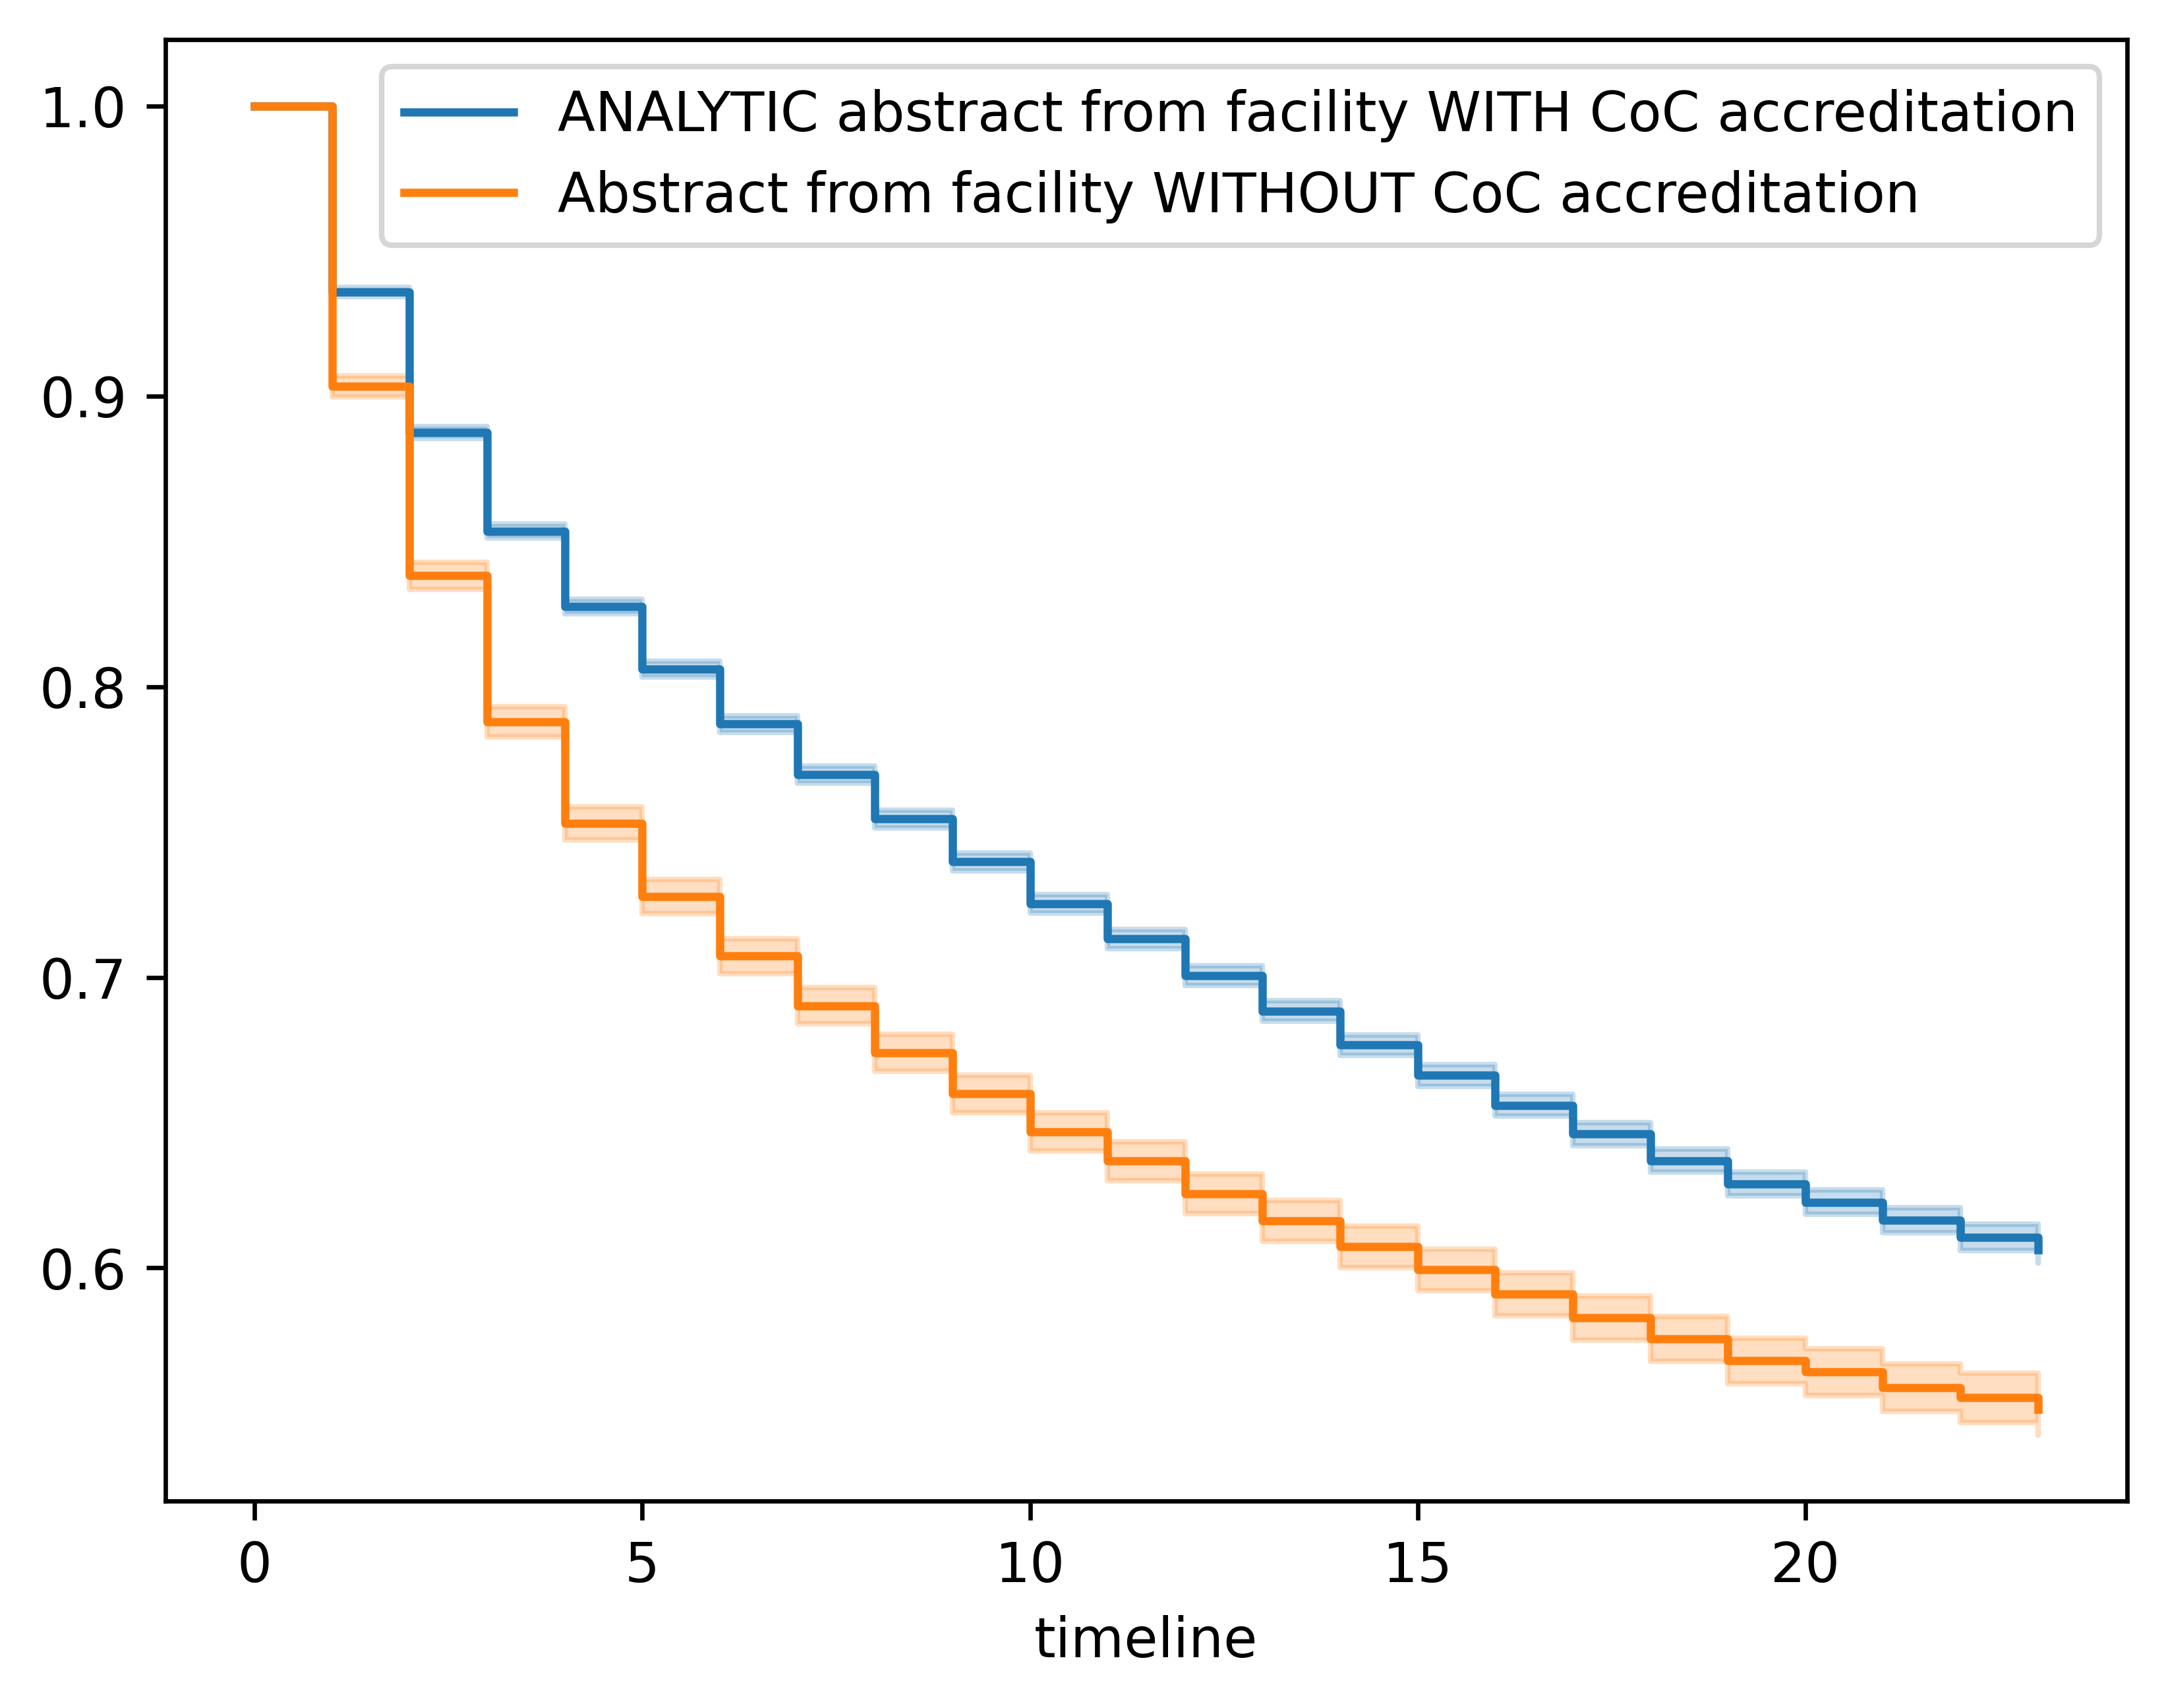 ANALYTIC abstract from facility WITH CoC accreditation
Abstract from facility WITHOUT CoC accreditation
1.0
0.9
0.8
0.7
0.6
0 5 10 15 20
timeline